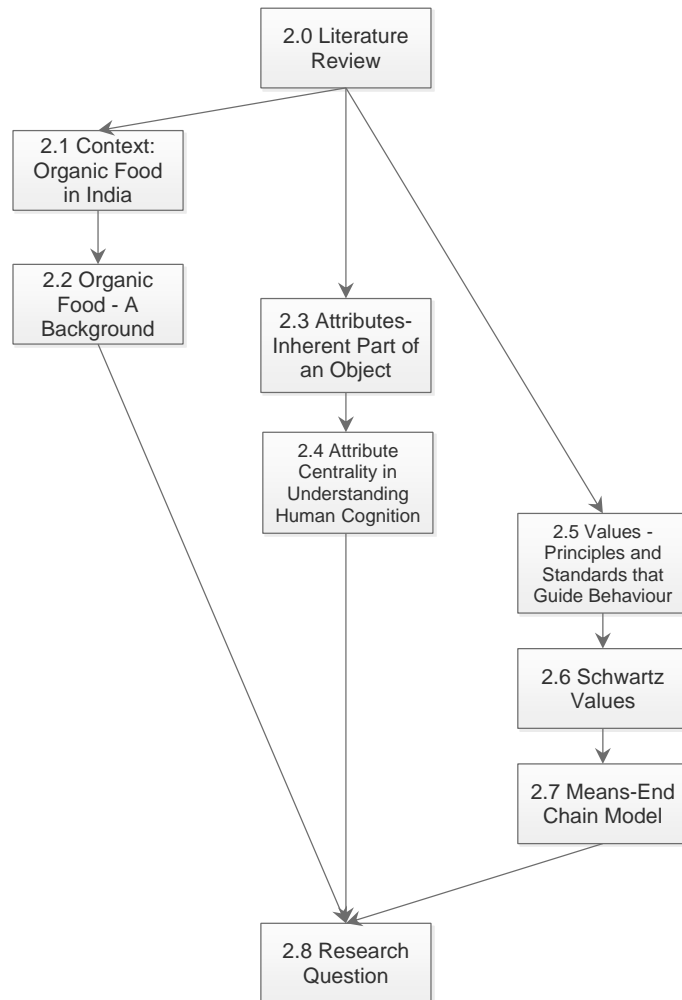 2.0 Literature
Review
2.1 Context:
Organic Food
in India
2.2 Organic
Food - A
Background
2.3 Attributes-
Inherent Part of
an Object
2.4 Attribute
Centrality in
Understanding
Human Cognition
2.5 Values -
Principles and
Standards that
Guide Behaviour
2.6 Schwartz
Values
2.7 Means-End
Chain Model
2.8 Research
Question